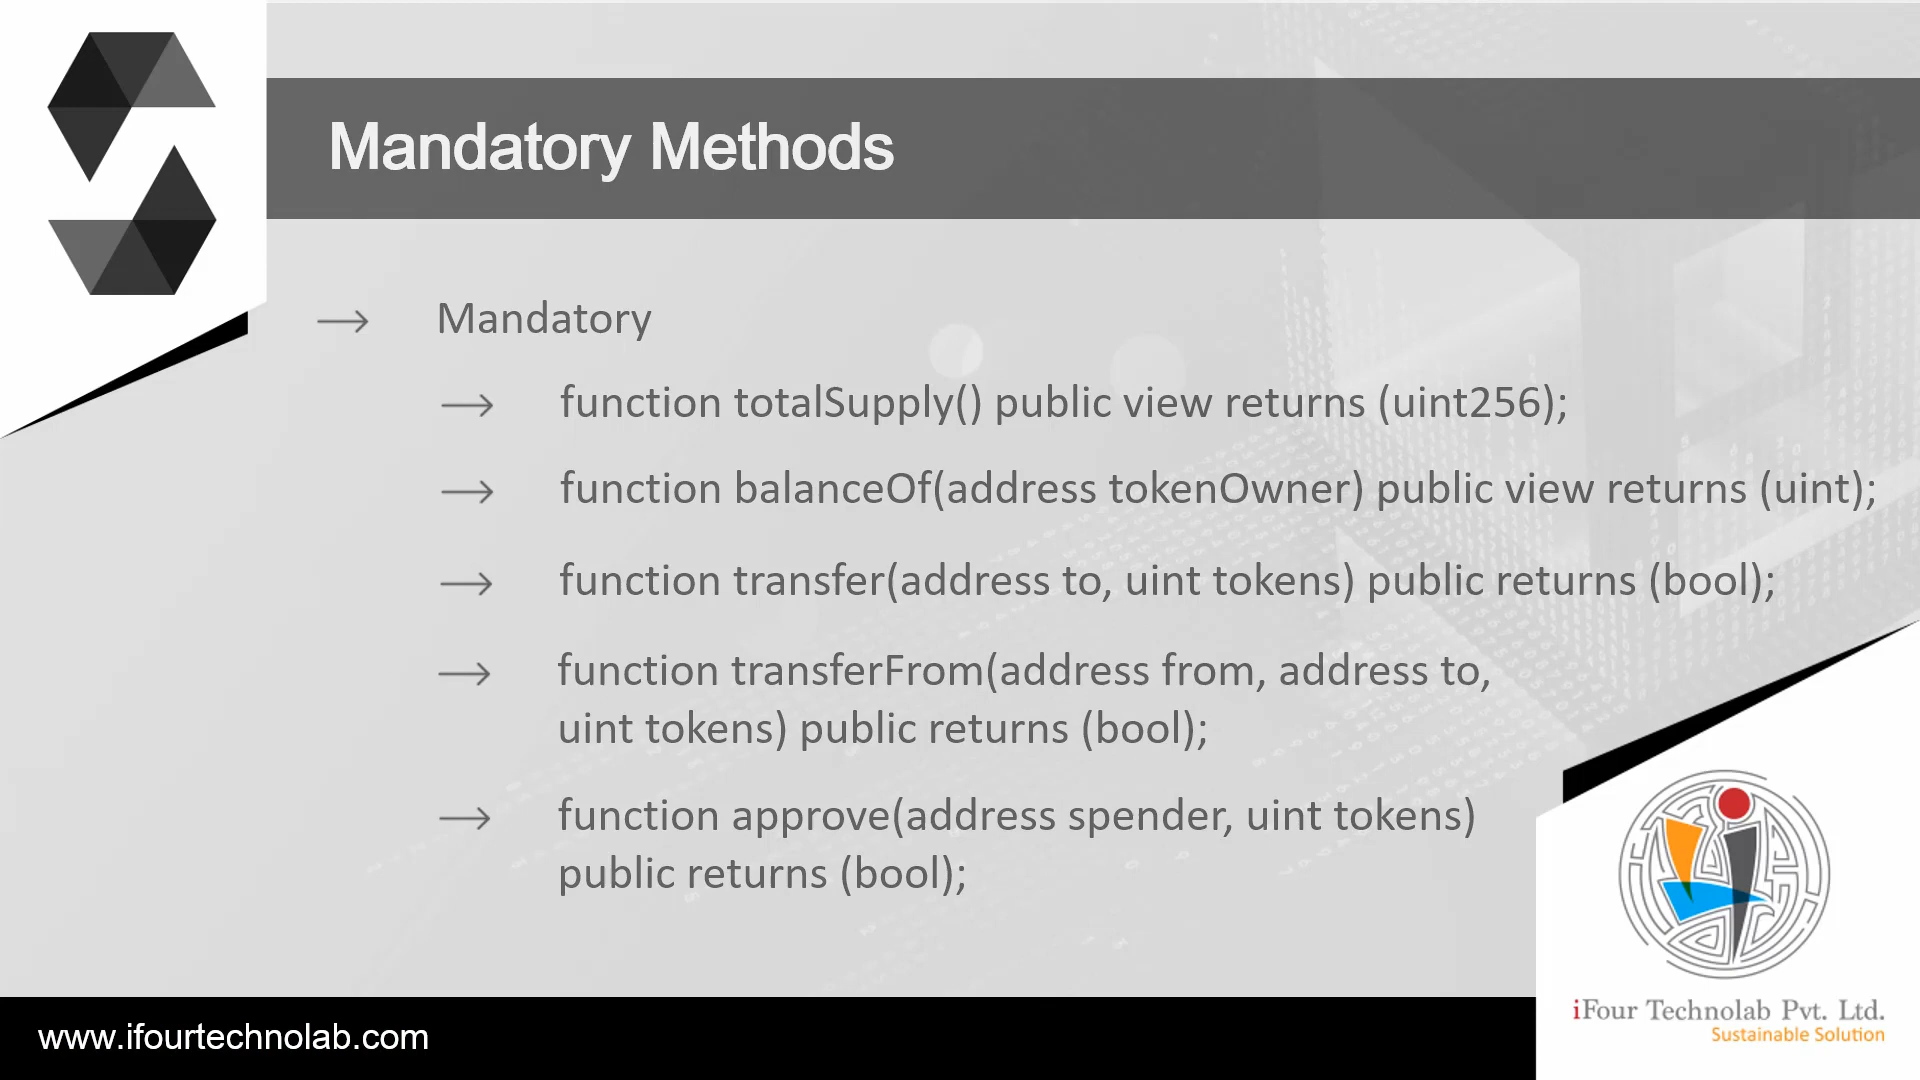 Mandatory Methods
Mandatory
function totalSupply() public view returns (uint256);
function balanceOf(address tokenOwner) public view returns (uint);
function transfer(address to, uint tokens) public returns (bool);
function transferFrom(address from, address to,
uint tokens) public returns (bool);
function approve(address spender, uint tokens)
public returns (bool);
www.ifourtechnolab.com
iFour Technolab Pvt. Ltd.
Sustainable Solution